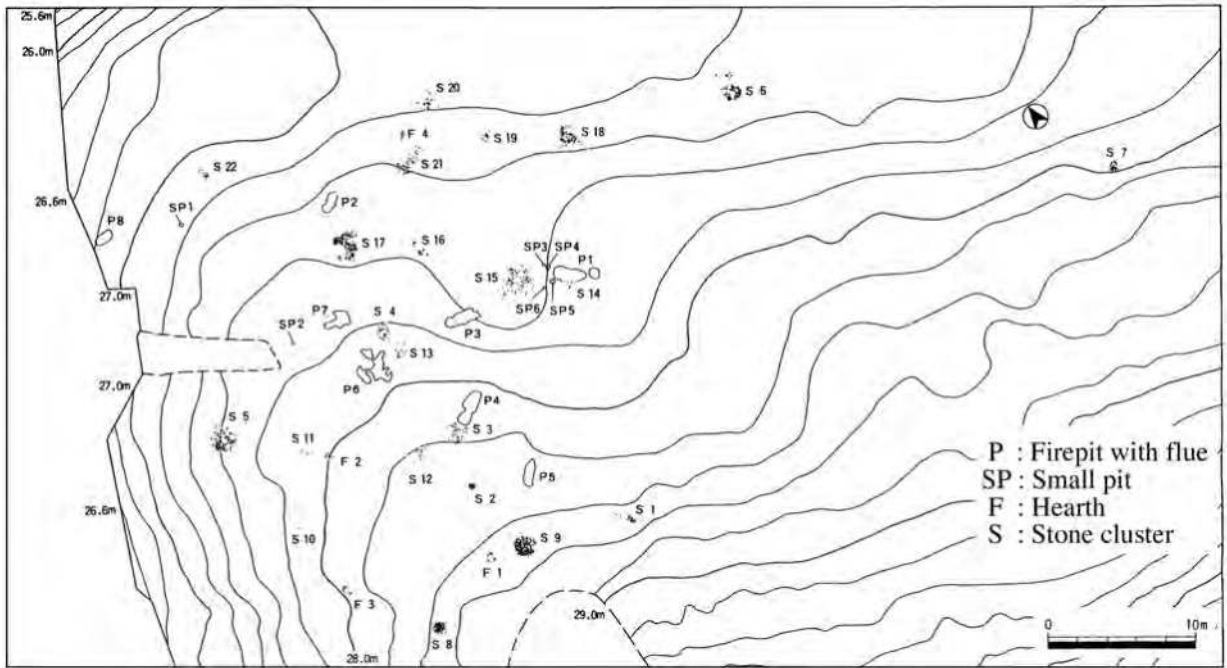 25.6m
26.0m
S 20
S 6
F 4
S 19
S 18
S 7
S 21
S 22
26.6m
P2
SP1
P8
S 17
S 16
SP3
SP4
P1
S 15
S 14
27.0m
SP6
SP5
P7
S 4
SP2
P3
S 13
27.0m
P6
P4
S 5
S 3
S 11
F 2
S 12
P5
P : Firepit with flue
S 2
SP : Small pit
26.6m
S 1
F : Hearth
S 10
S 9
S : Stone cluster
F 1
F 3
29.0m
S 8
0
10m
28.0m